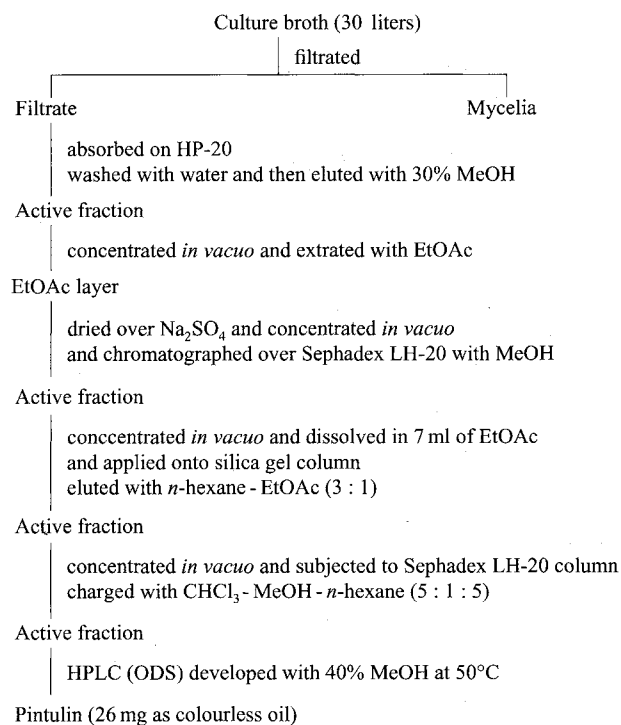 Culture broth (30 liters)
filtrated
Filtrate Mycelia
absorbed on HP-20
washed with water and then eluted with 30% MeOH
Active fraction
concentrated in vacuo and extrated with EtOAc
EtOAc layer
dried over Na₂SO₄ and concentrated in vacuo
and chromatographed over Sephadex LH-20 with MeOH
Active fraction
conccentrated in vacuo and dissolved in 7 ml of EtOAc
and applied onto silica gel column
eluted with n-hexane - EtOAc (3 : 1)
Active fraction
concentrated in vacuo and subjected to Sephadex LH-20 column
charged with CHCl₃ - MeOH - n-hexane (5 : 1 : 5)
Active fraction
HPLC (ODS) developed with 40% MeOH at 50°C
Pintulin (26 mg as colourless oil)